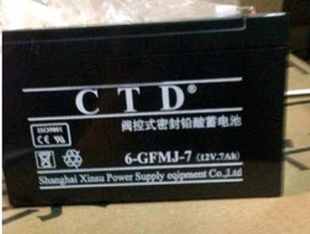 CTD®
阀控式密封铅酸蓄电池
ISO9001
CE
6-GFMJ-7 (12V,7Ah)
Shanghai Xinsu Power Supply eqipment Co.,Ltd